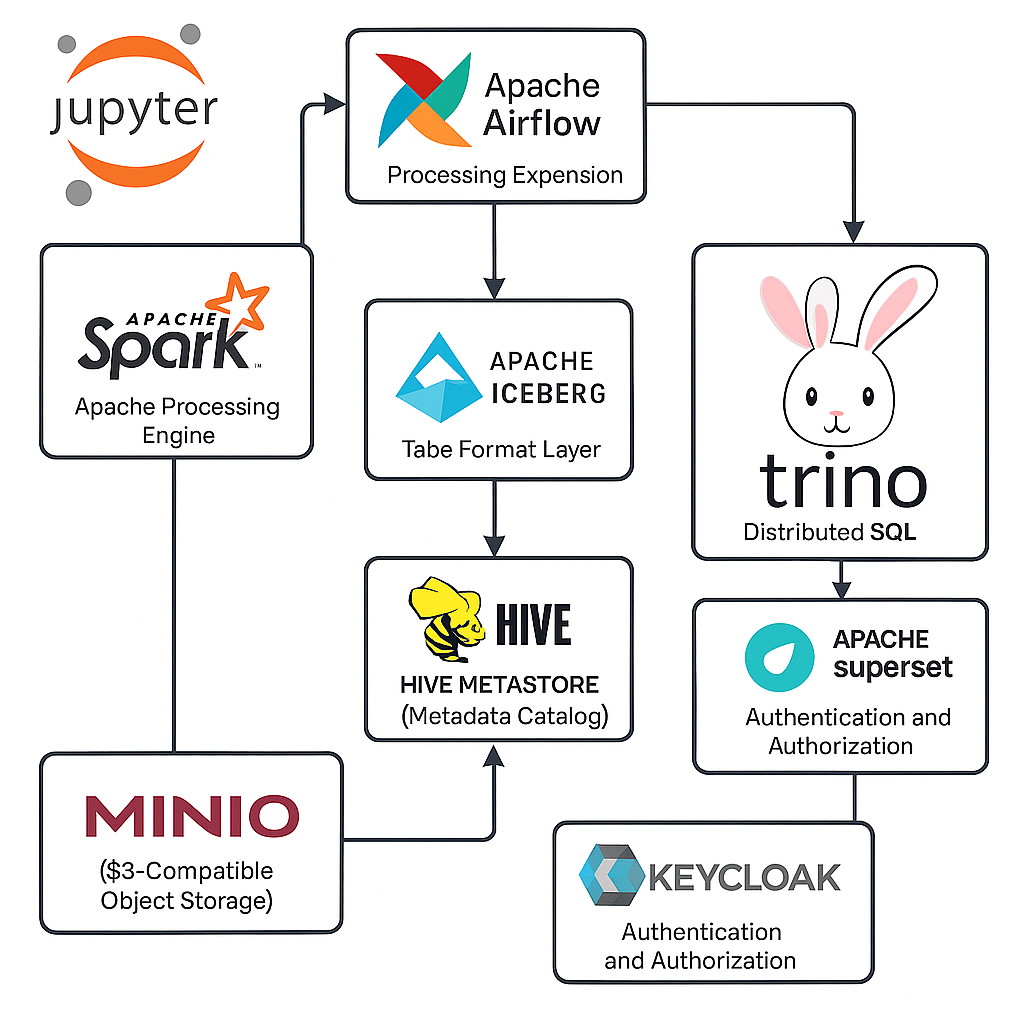 jupyter
Apache
Airflow
Processing Expension
APACHE
Spark™
Apache Processing
Engine
APACHE
ICEBERG
Tabe Format Layer
trino
Distributed SQL
HIVE
HIVE METASTORE
(Metadata Catalog)
APACHE
superset
Authentication and
Authorization
MINIO
($3-Compatible
Object Storage)
KEYCLOAK
Authentication
and Authorization